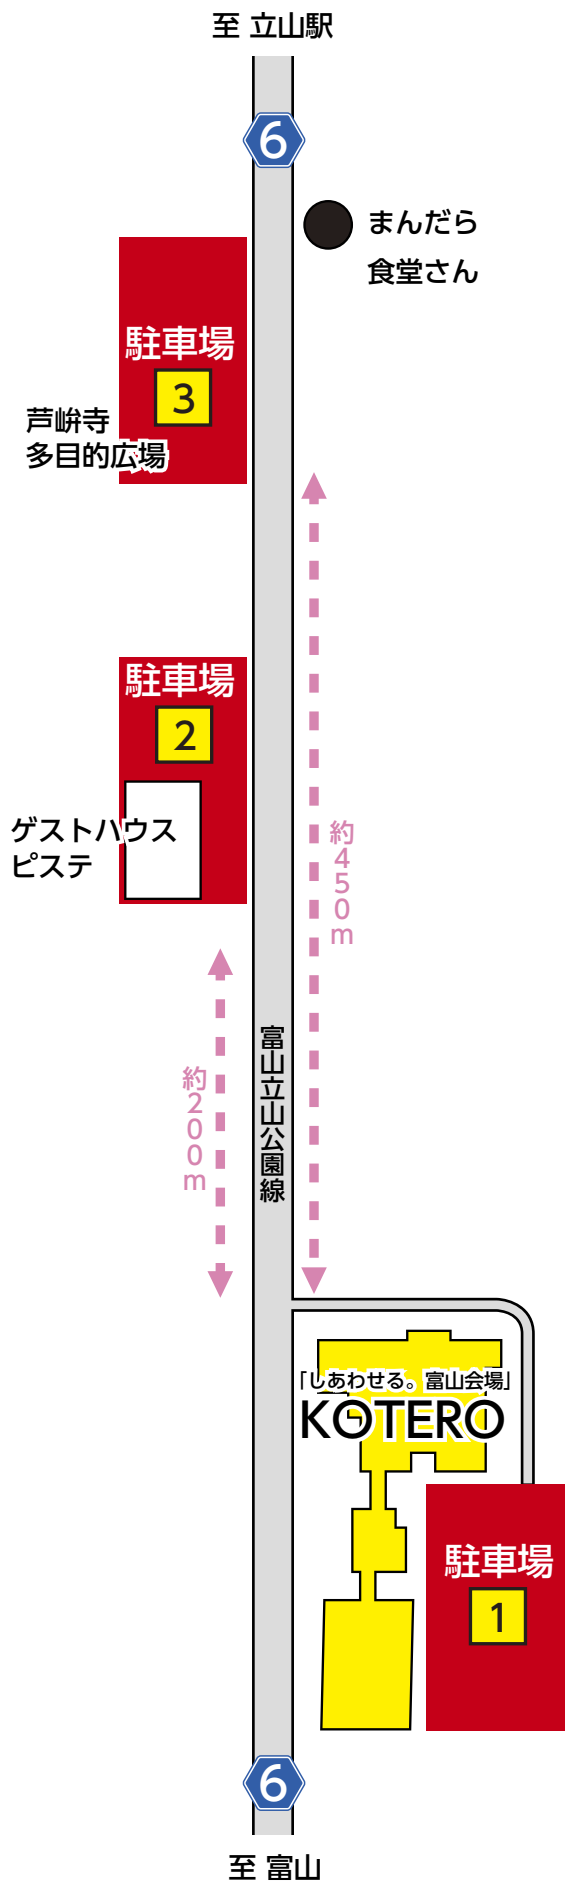 至 立山駅
6
まんだら
食堂さん
駐車場
3
芦峅寺
多目的広場
駐車場
2
ゲストハウス
ピステ
約450m
富山立山公園線
約200m
「しあわせる。富山会場」
KOTERO
駐車場
1
6
至 富山